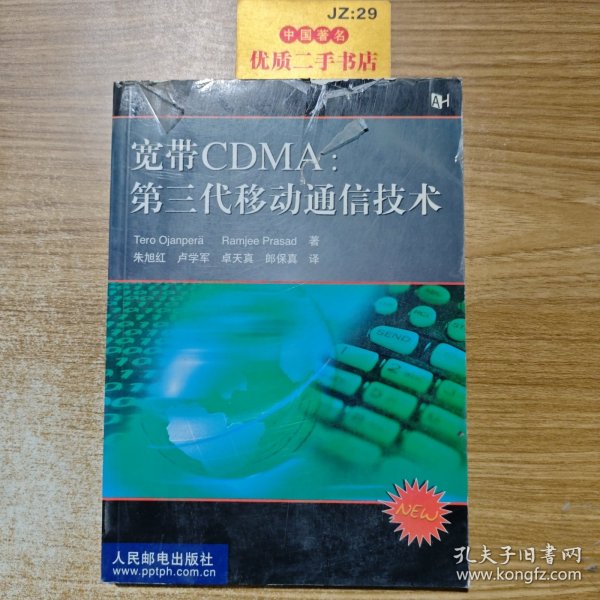 JZ:29
中国著名
优质二手书店
AH
宽带CDMA:
第三代移动通信技术
Tero Ojanperä Ramjee Prasad 著
朱旭红 卢学军 卓天真 郎保真 译
SEND
NEW
人民邮电出版社
www.pptph.com.cn
孔夫子旧书网
www.kongfz.com